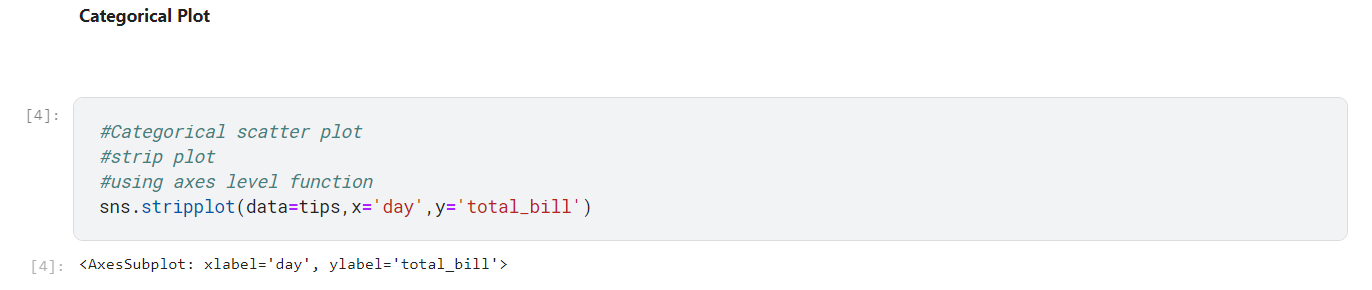 Categorical Plot
[4]:
#Categorical scatter plot
#strip plot
#using axes level function
sns.stripplot(data=tips,x='day',y='total_bill')
[4]: <AxesSubplot: xlabel='day', ylabel='total_bill'>